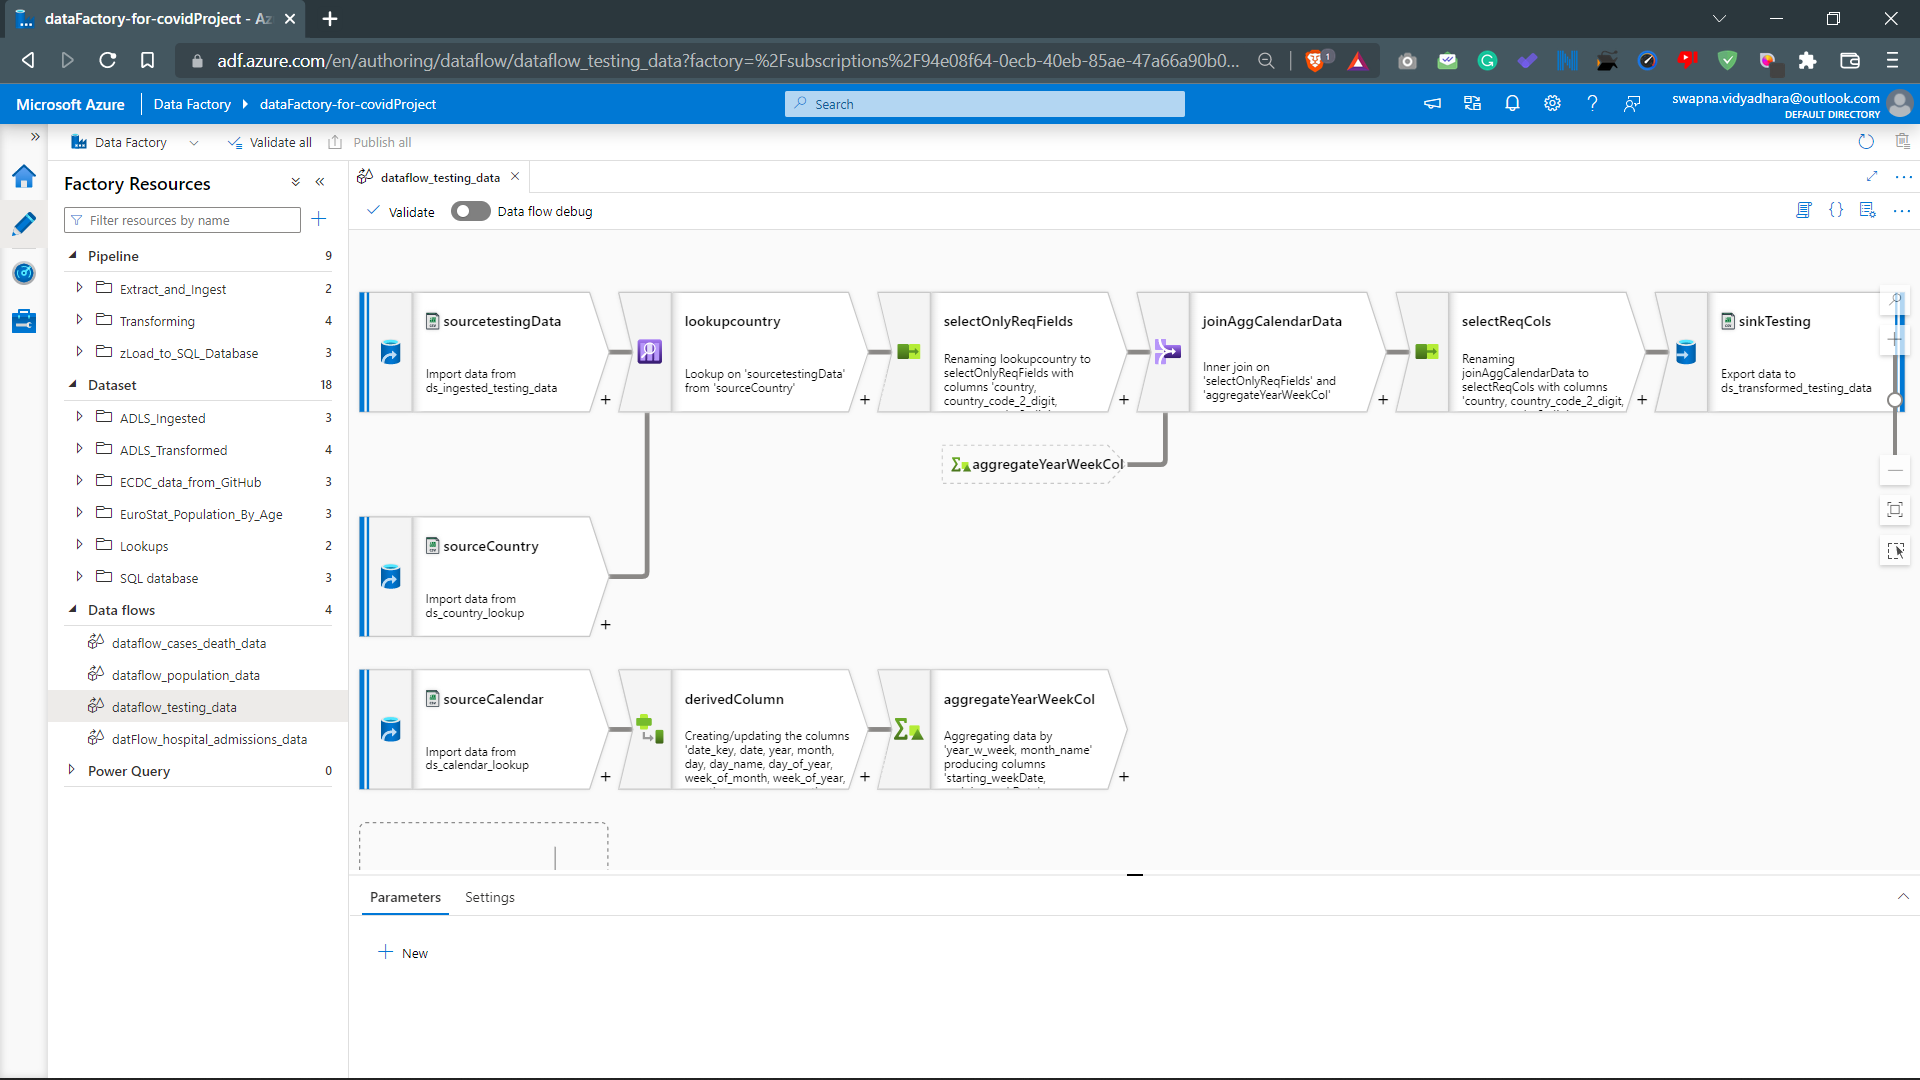 dataFactory-for-covidProject - Az
adf.azure.com/en/authoring/dataflow/dataflow_testing_data?factory=%2Fsubscriptions%2F94e08f64-0ecb-40eb-85ae-47a66a90b0...
1
Microsoft Azure
Data Factory
dataFactory-for-covidProject
Search
swapna.vidyadhara@outlook.com
DEFAULT DIRECTORY
Data Factory
Validate all
Publish all
Factory Resources
Filter resources by name
Pipeline 9
Extract_and_Ingest 2
Transforming 4
zLoad_to_SQL_Database 3
Dataset 18
ADLS_Ingested 3
ADLS_Transformed 4
ECDC_data_from_GitHub 3
EuroStat_Population_By_Age 3
Lookups 2
SQL database 3
Data flows 4
dataflow_cases_death_data
dataflow_population_data
dataflow_testing_data
datFlow_hospital_admissions_data
Power Query 0
dataflow_testing_data
Validate
Data flow debug
sourcetestingData
Import data from
ds_ingested_testing_data
lookupcountry
Lookup on 'sourcetestingData'
from 'sourceCountry'
selectOnlyReqFields
Renaming lookupcountry to
selectOnlyReqFields with
columns 'country,
country_code_2_digit,
joinAggCalendarData
Inner join on
'selectOnlyReqFields' and
'aggregateYearWeekCol'
selectReqCols
Renaming
joinAggCalendarData to
selectReqCols with columns
'country, country_code_2_digit,
sinkTesting
Export data to
ds_transformed_testing_data
aggregateYearWeekCol
sourceCountry
Import data from
ds_country_lookup
sourceCalendar
Import data from
ds_calendar_lookup
derivedColumn
Creating/updating the columns
'date_key, date, year, month,
day, day_name, day_of_year,
week_of_month, week_of_year,
aggregateYearWeekCol
Aggregating data by
'year_w_week, month_name'
producing columns
'starting_weekDate,
Parameters
Settings
New